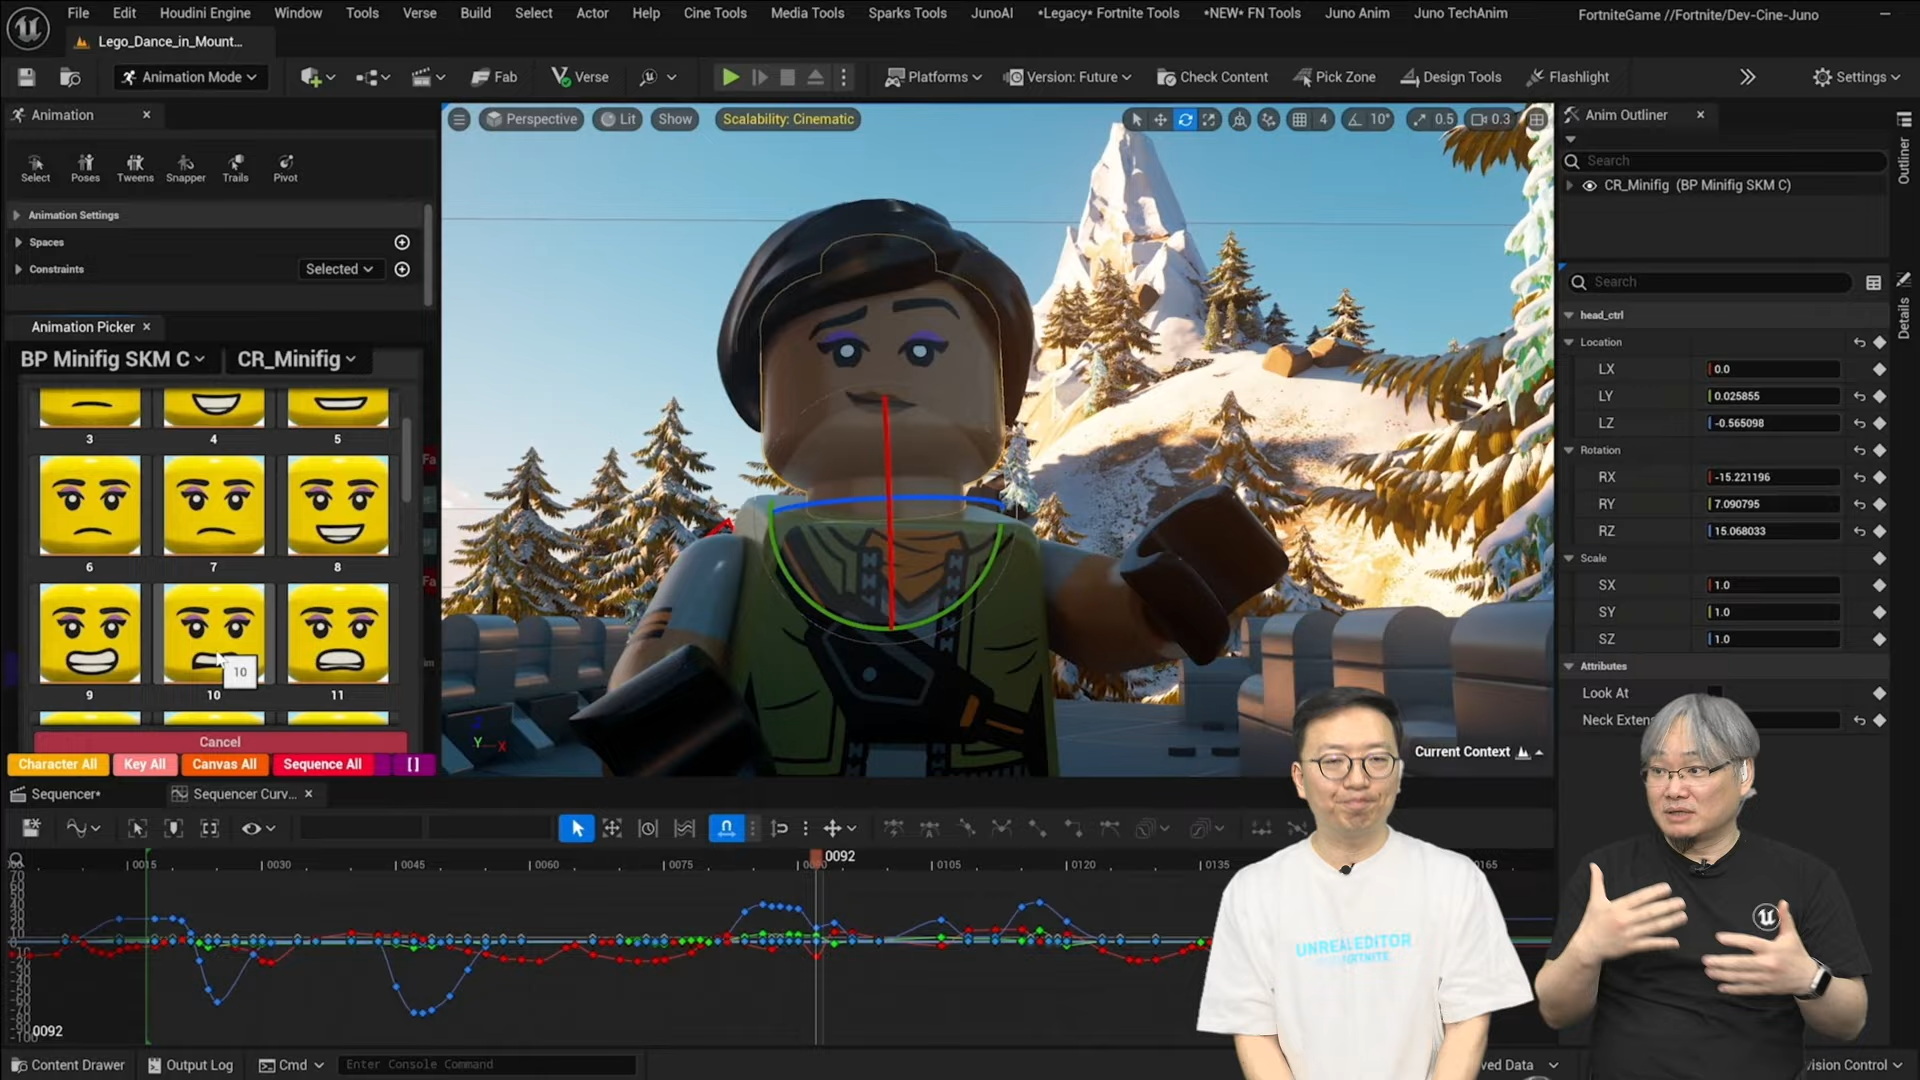 File Edit Houdini Engine Window Tools Verse Build Select Actor Help Cine Tools Media Tools Sparks Tools JunoAI *Legacy* Fortnite Tools *NEW* FN Tools Juno Anim Juno TechAnim FortniteGame //Fortnite/Dev-Cine-Juno
Lego_Dance_in_Mount...
Animation Mode Fab Verse Platforms Version: Future Check Content Pick Zone Design Tools Flashlight Settings
Animation
Select Poses Tweens Snapper Trails Pivot
Animation Settings
Spaces
Constraints Selected
Animation Picker
BP Minifig SKM C CR_Minifig
3 4 5
6 7 8
10
9 10 11
Cancel
Character All Key All Canvas All Sequence All []
Perspective Lit Show Scalability: Cinematic 4 10° 0.5 0.3
Y X
Current Context
Anim Outliner
Search
CR_Minifig (BP Minifig SKM C)
Outliner
Search
Details
head_ctrl
Location
LX 0.0
LY 0.025855
LZ -0.565098
Rotation
RX -15.221196
RY 7.090795
RZ 15.068033
Scale
SX 1.0
SY 1.0
SZ 1.0
Attributes
Look At
Neck Exten
Sequencer* Sequencer Curv...
0092
0015 0030 0045 0060 0075 0090 0105 0120 0135 0165
0092
UNREAL EDITOR
Content Drawer Output Log Cmd Enter Console Command ved Data vision Control